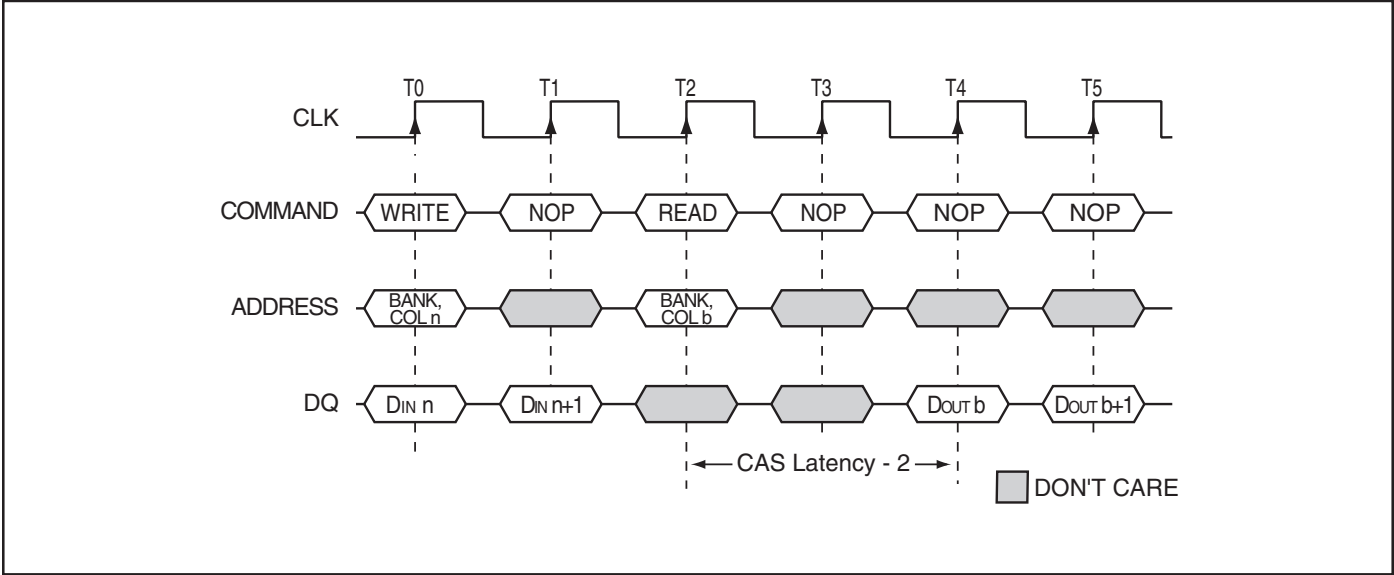 T0 T1 T2 T3 T4 T5
CLK
COMMAND WRITE NOP READ NOP NOP NOP
ADDRESS BANK, COL n BANK, COL b
DQ DIN n DIN n+1 DOUT b DOUT b+1
CAS Latency - 2
DON'T CARE